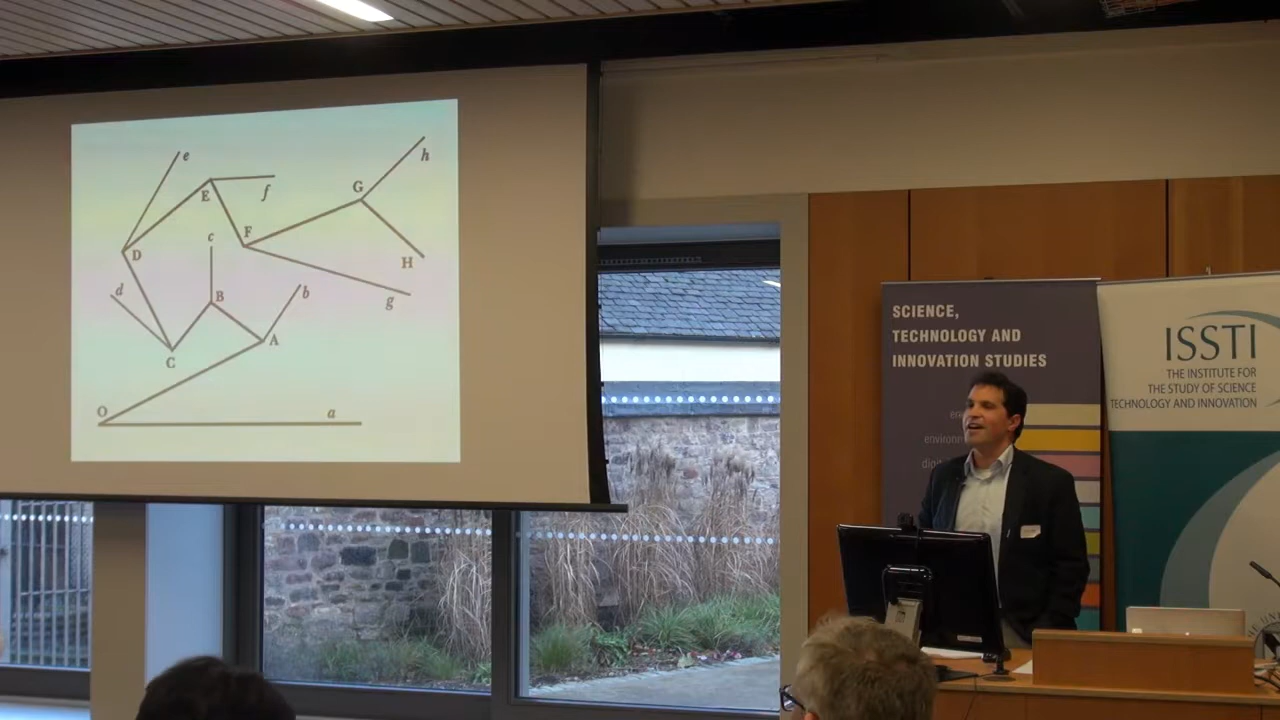 e
h
E
f
G
c
F
D
H
d
B
b
g
A
C
O
a
SCIENCE,
TECHNOLOGY AND
INNOVATION STUDIES
ISSTI
THE INSTITUTE FOR
THE STUDY OF SCIENCE
TECHNOLOGY AND INNOVATION